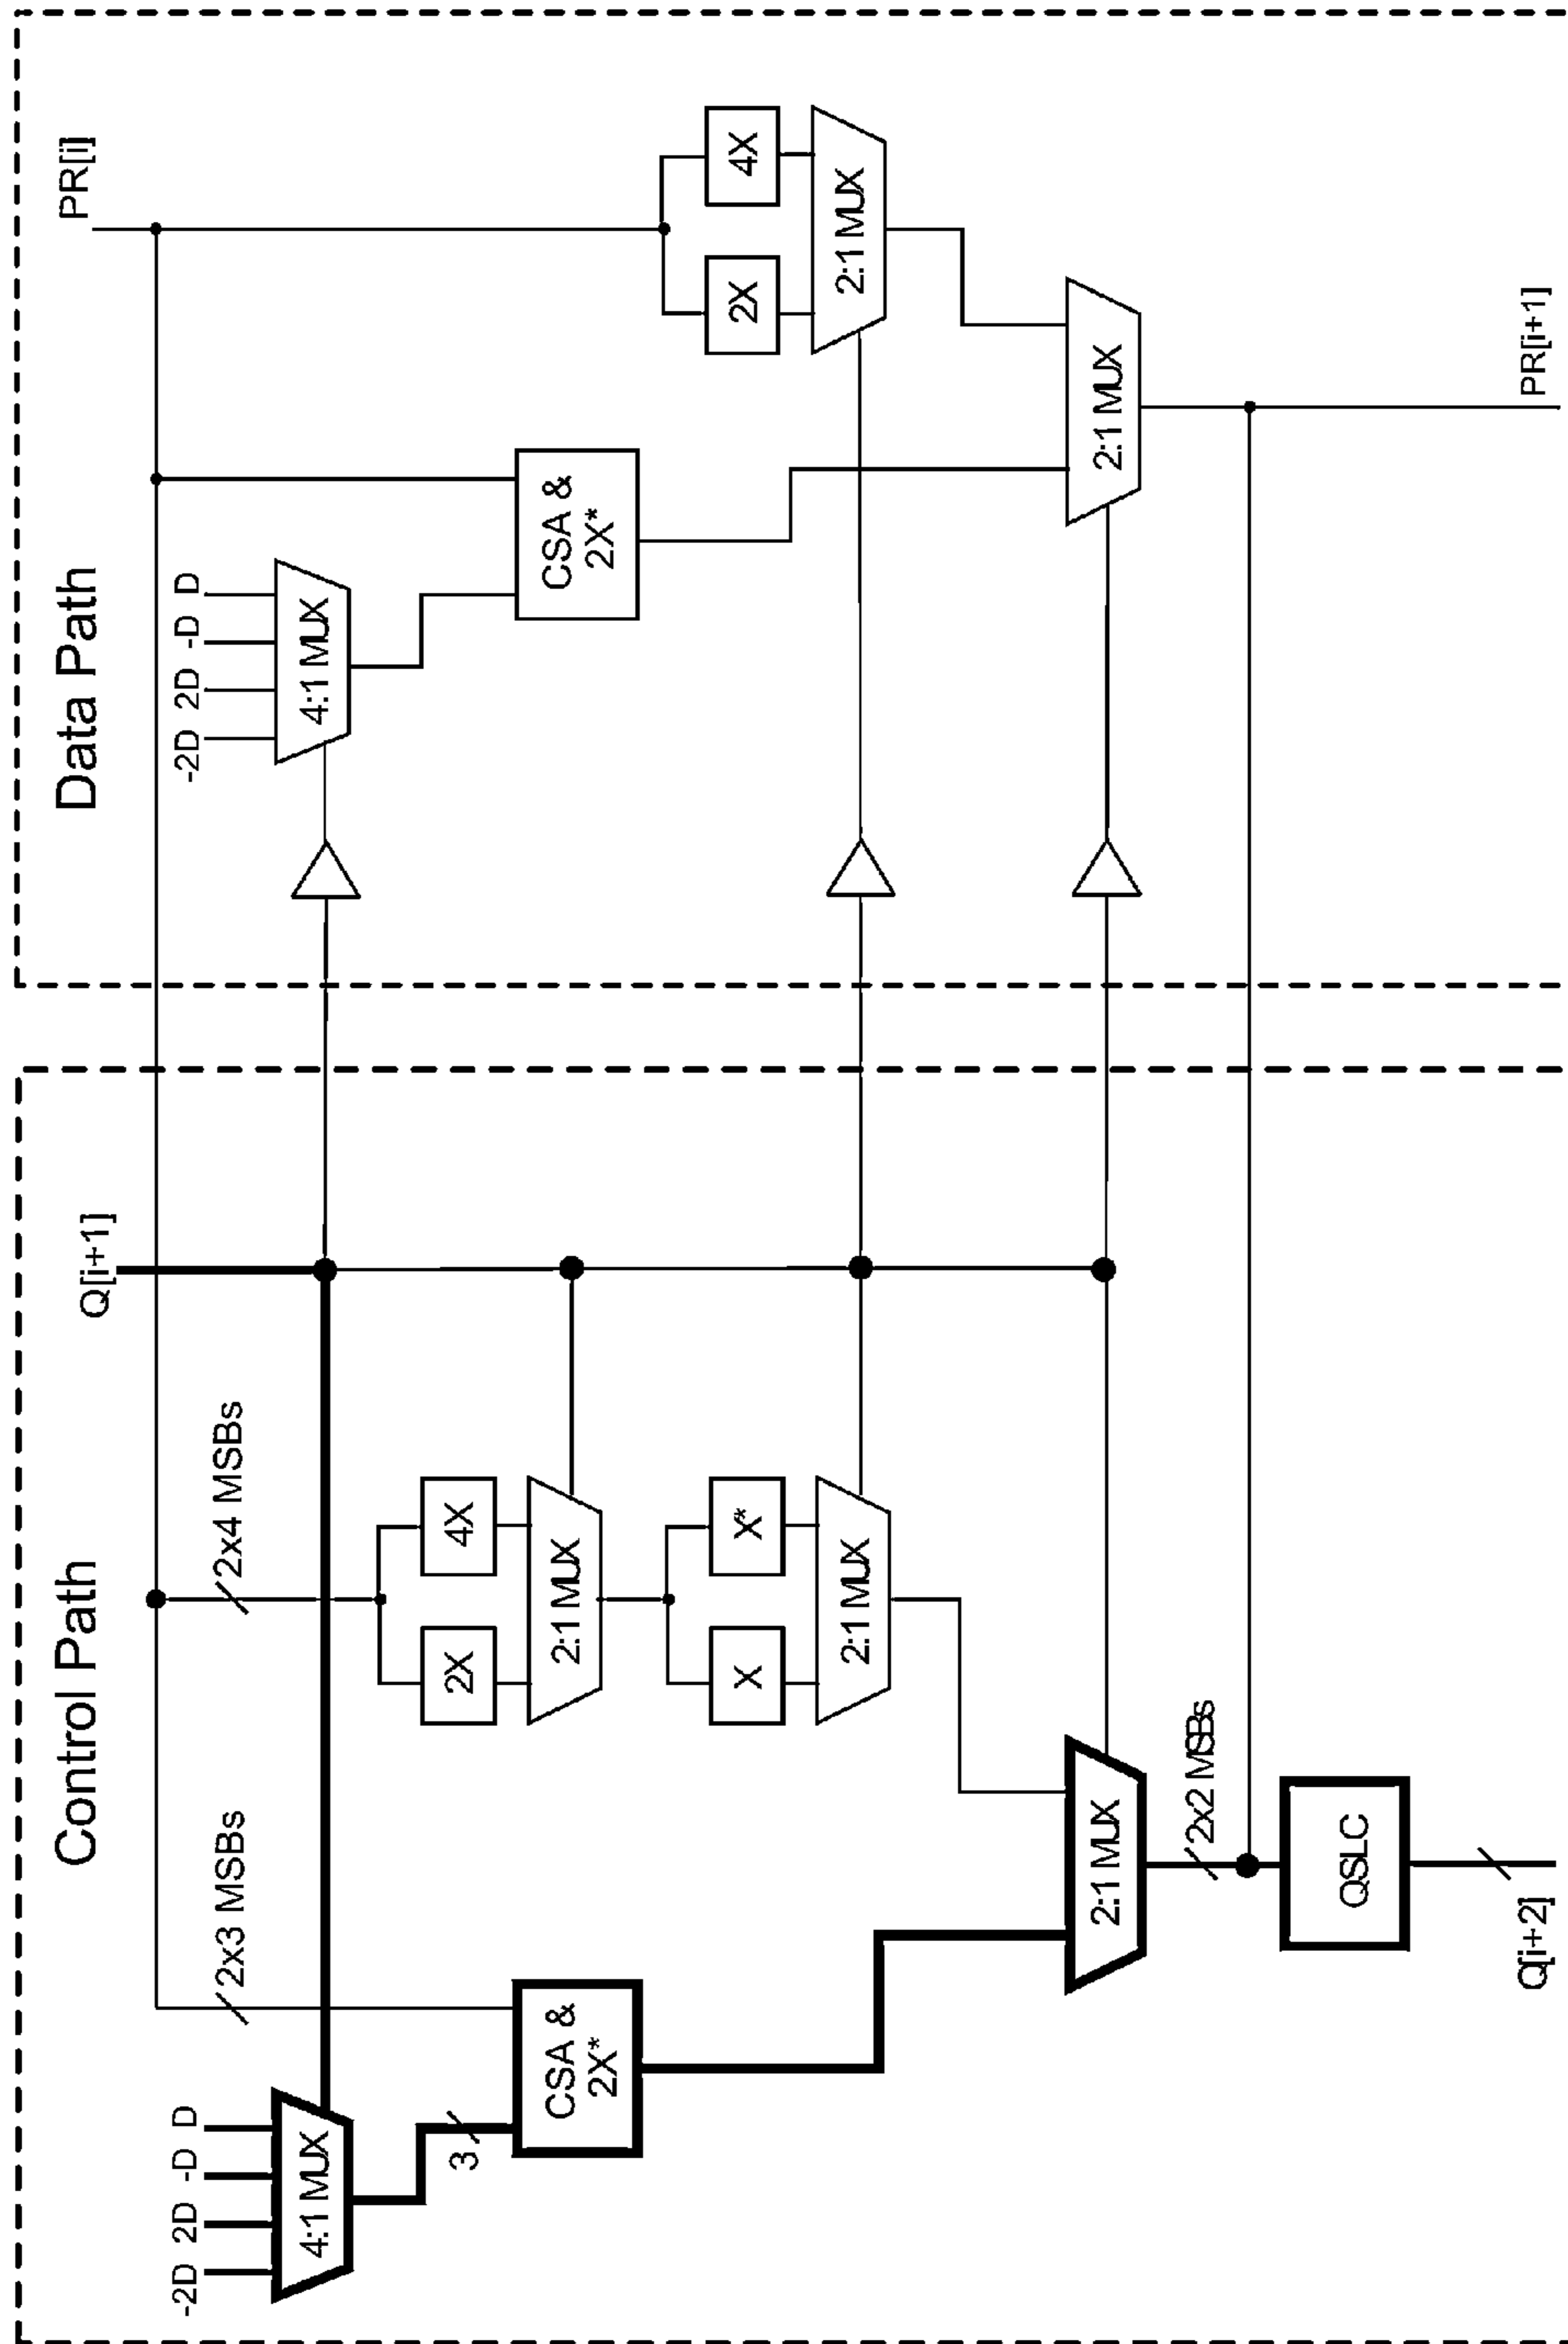 Control Path
Data Path
Q[i+1]
PR[i]
-2D 2D -D D
4:1 MUX
2x3 MSBs
2x4 MSBs
3
CSA &
2X*
2X
4X
2:1 MUX
X
X*
2:1 MUX
2:1 MUX
2x2 MSBs
QSLC
Q[i+2]
-2D 2D -D D
4:1 MUX
CSA &
2X*
2X
4X
2:1 MUX
2:1 MUX
PR[i+1]